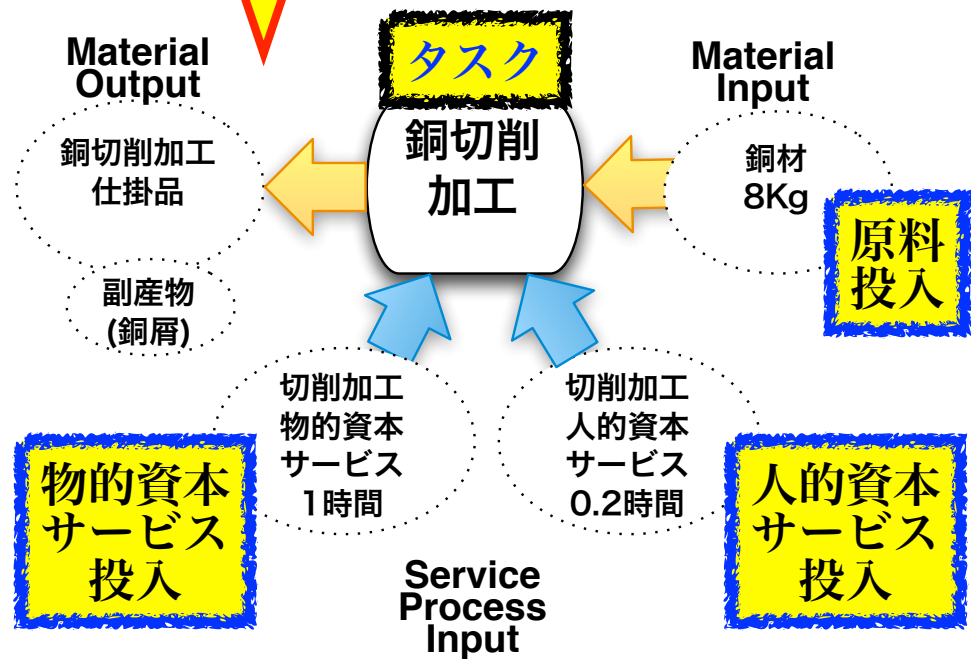 Material
Output
タスク
Material
Input
銅切削加工
仕掛品
銅切削
加工
銅材
8Kg
原料
投入
副産物
(銅屑)
切削加工
物的資本
サービス
1時間
切削加工
人的資本
サービス
0.2時間
物的資本
サービス
投入
人的資本
サービス
投入
Service
Process
Input